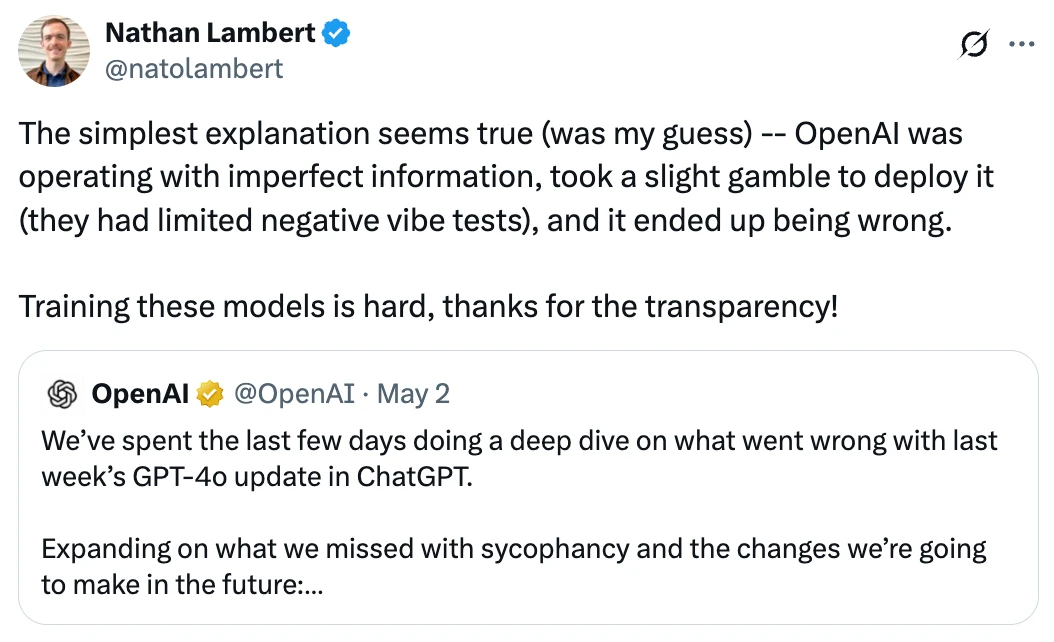 Nathan Lambert
@natolambert
The simplest explanation seems true (was my guess) -- OpenAI was
operating with imperfect information, took a slight gamble to deploy it
(they had limited negative vibe tests), and it ended up being wrong.
Training these models is hard, thanks for the transparency!
OpenAI @OpenAI · May 2
We’ve spent the last few days doing a deep dive on what went wrong with last
week’s GPT-4o update in ChatGPT.
Expanding on what we missed with sycophancy and the changes we’re going
to make in the future:...